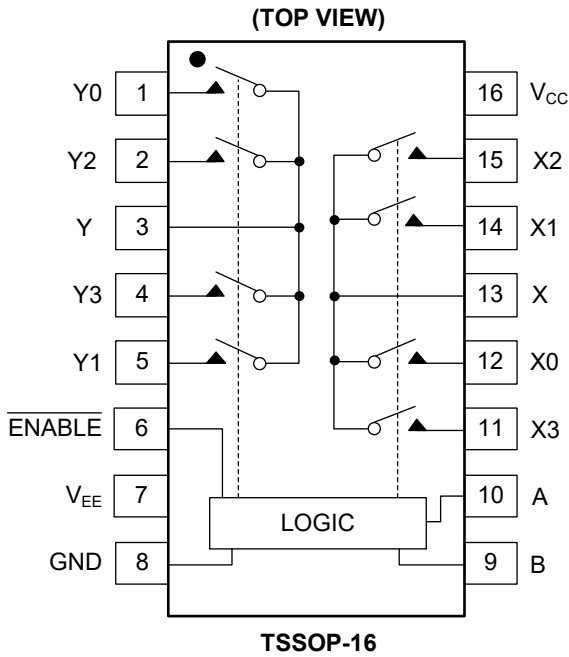 (TOP VIEW)
Y0 1
Y2 2
Y 3
Y3 4
Y1 5
ENABLE 6
VEE 7
GND 8
16 VCC
15 X2
14 X1
13 X
12 X0
11 X3
10 A
9 B
LOGIC
TSSOP-16